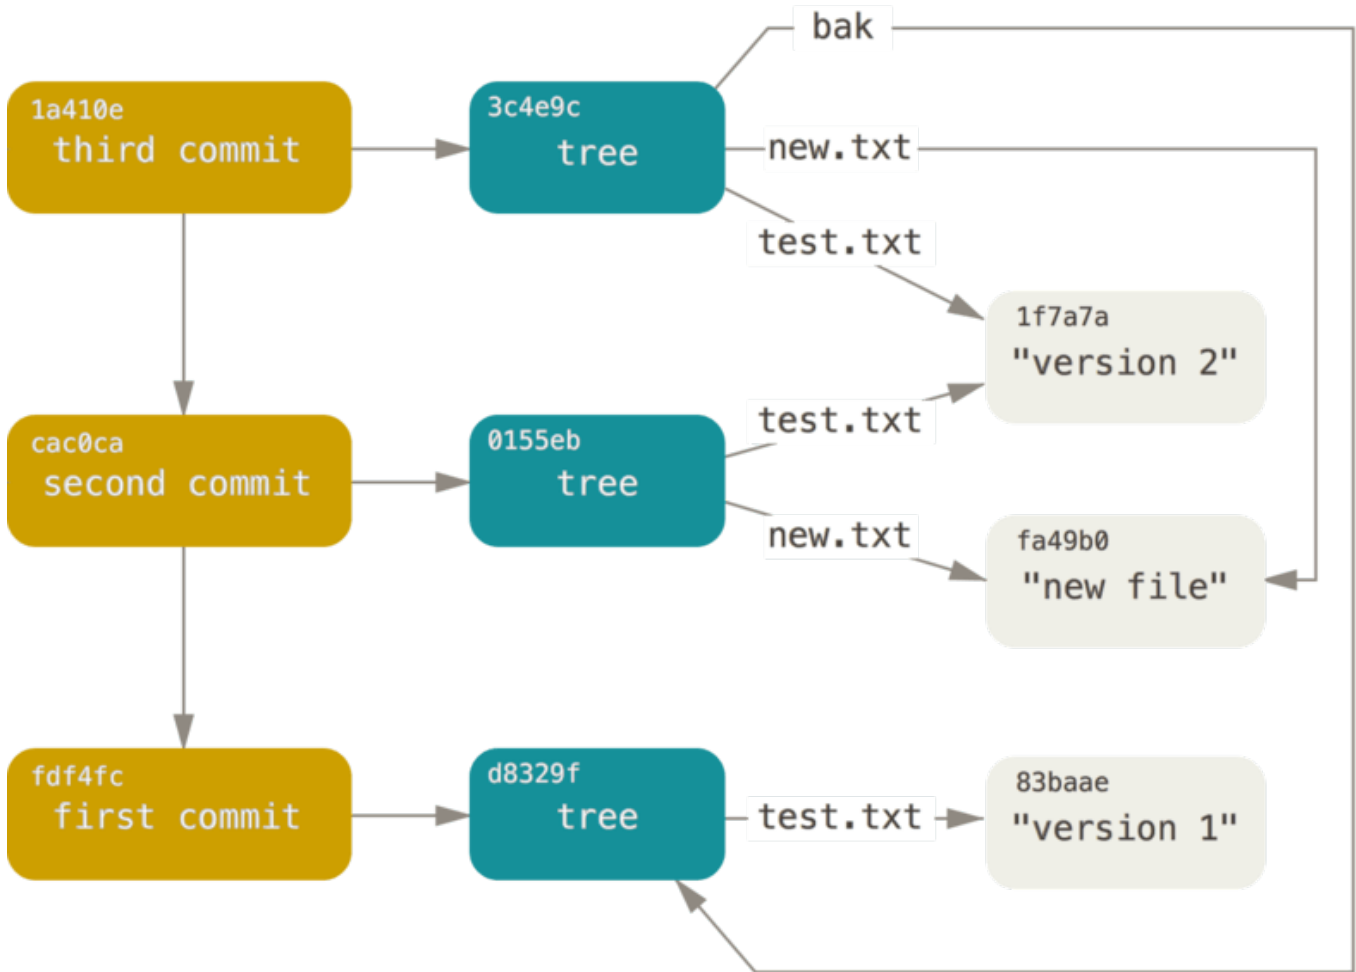 bak
1a410e
third commit
3c4e9c
tree
new.txt
test.txt
1f7a7a
"version 2"
cac0ca
second commit
0155eb
tree
test.txt
new.txt
fa49b0
"new file"
fdf4fc
first commit
d8329f
tree
test.txt
83baae
"version 1"